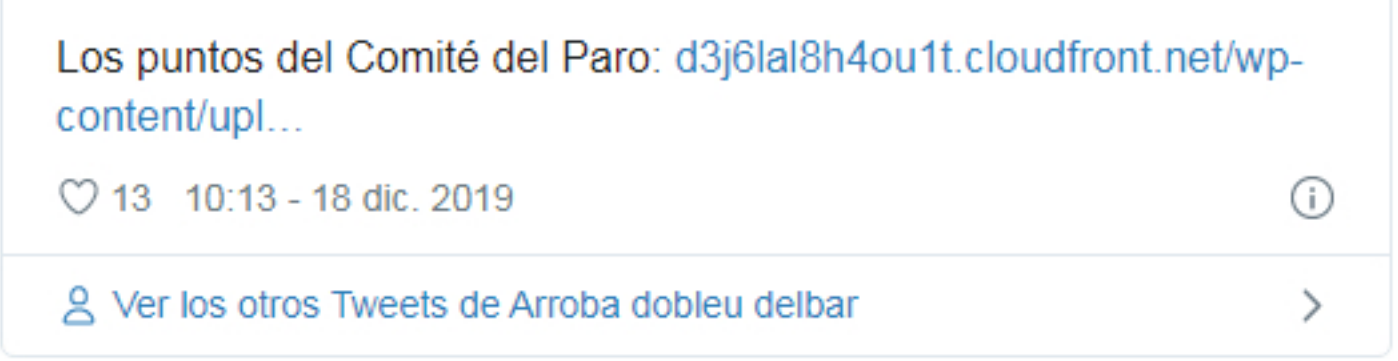 Los puntos del Comité del Paro: d3j6lal8h4ou1t.cloudfront.net/wp-
content/upl...
13 10:13 - 18 dic. 2019
Ver los otros Tweets de Arroba dobleu delbar